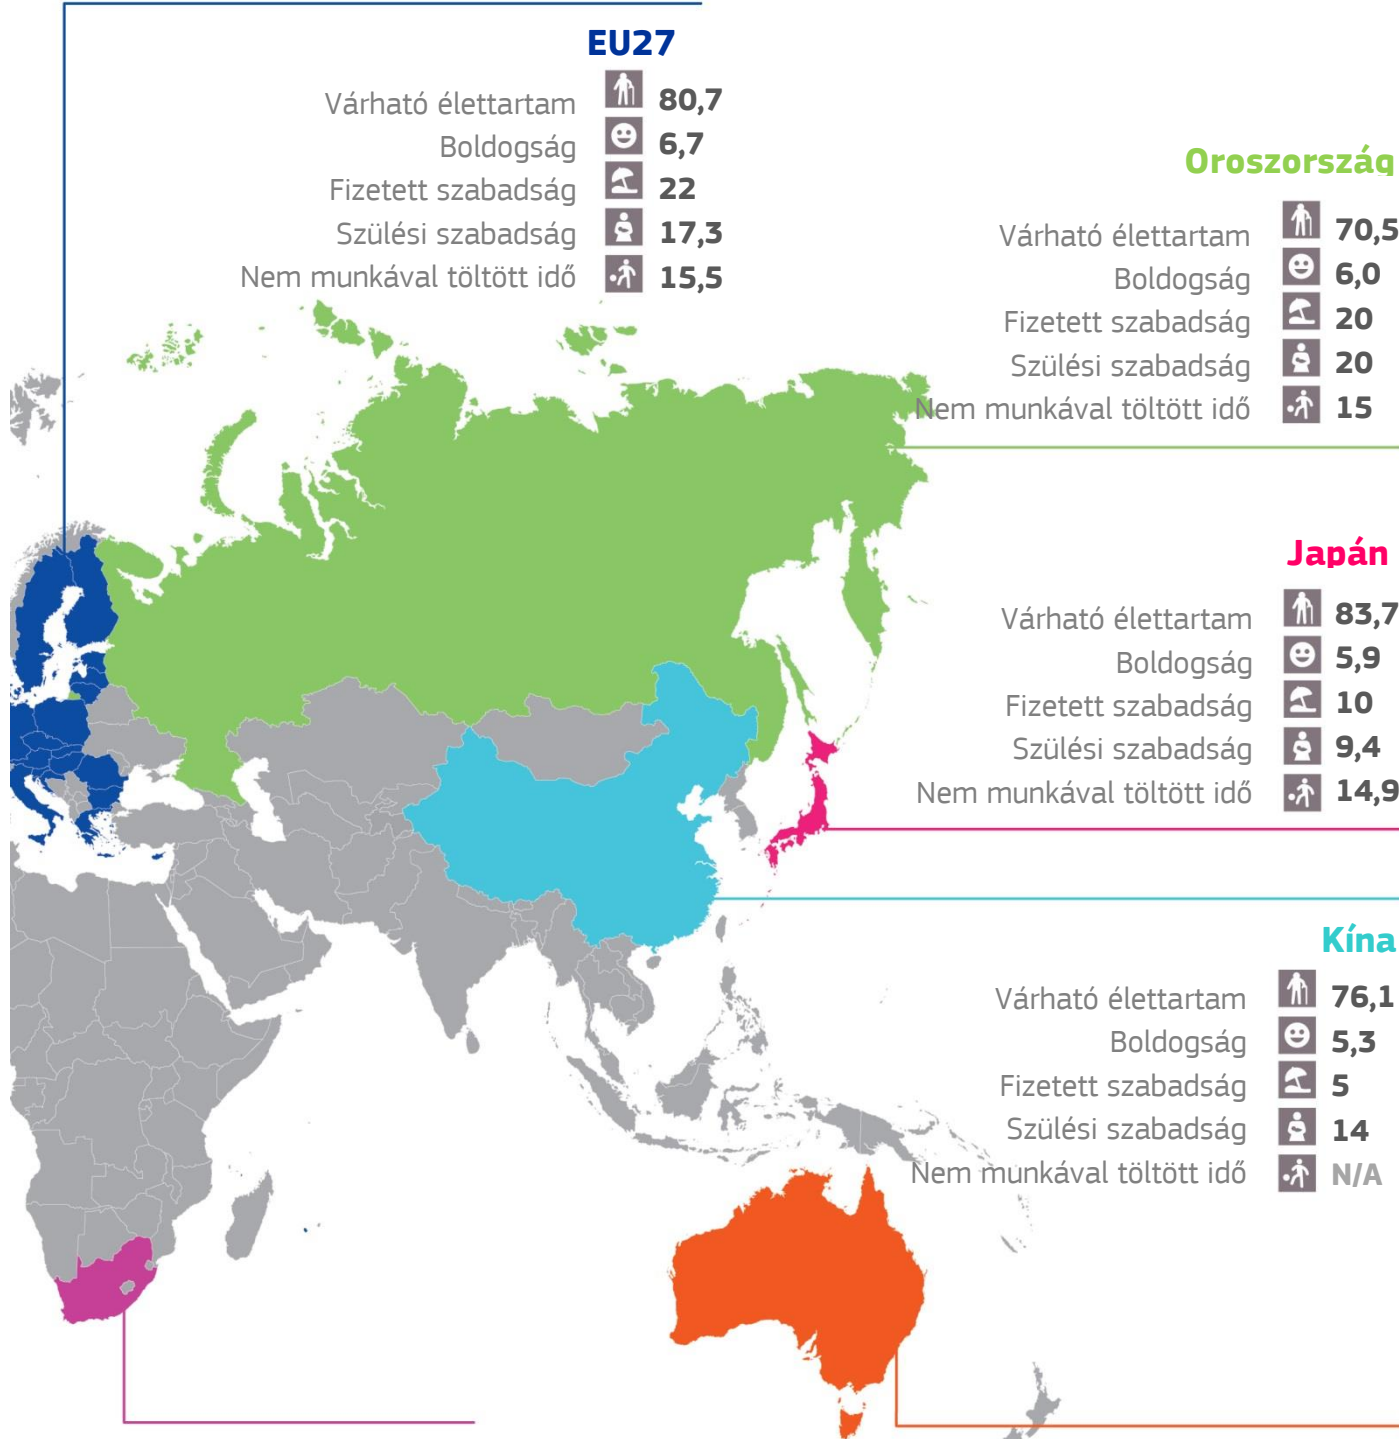 EU27
Várható élettartam 80,7
Boldogság 6,7
Fizetett szabadság 22
Szülési szabadság 17,3
Nem munkával töltött idő 15,5
Oroszország
Várható élettartam 70,5
Boldogság 6,0
Fizetett szabadság 20
Szülési szabadság 20
Nem munkával töltött idő 15
Japán
Várható élettartam 83,7
Boldogság 5,9
Fizetett szabadság 10
Szülési szabadság 9,4
Nem munkával töltött idő 14,9
Kína
Várható élettartam 76,1
Boldogság 5,3
Fizetett szabadság 5
Szülési szabadság 14
Nem munkával töltött idő N/A